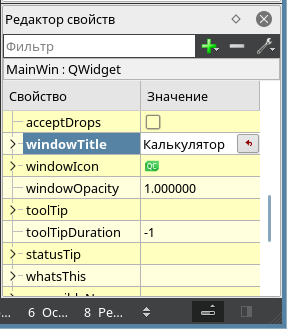 Редактор свойств
Фильтр
MainWin : QWidget
Свойство Значение
acceptDrops
windowTitle Калькулятор
windowIcon QC
windowOpacity 1.000000
toolTip
toolTipDuration -1
statusTip
whatsThis
... 6 Ос... 8 Ре...